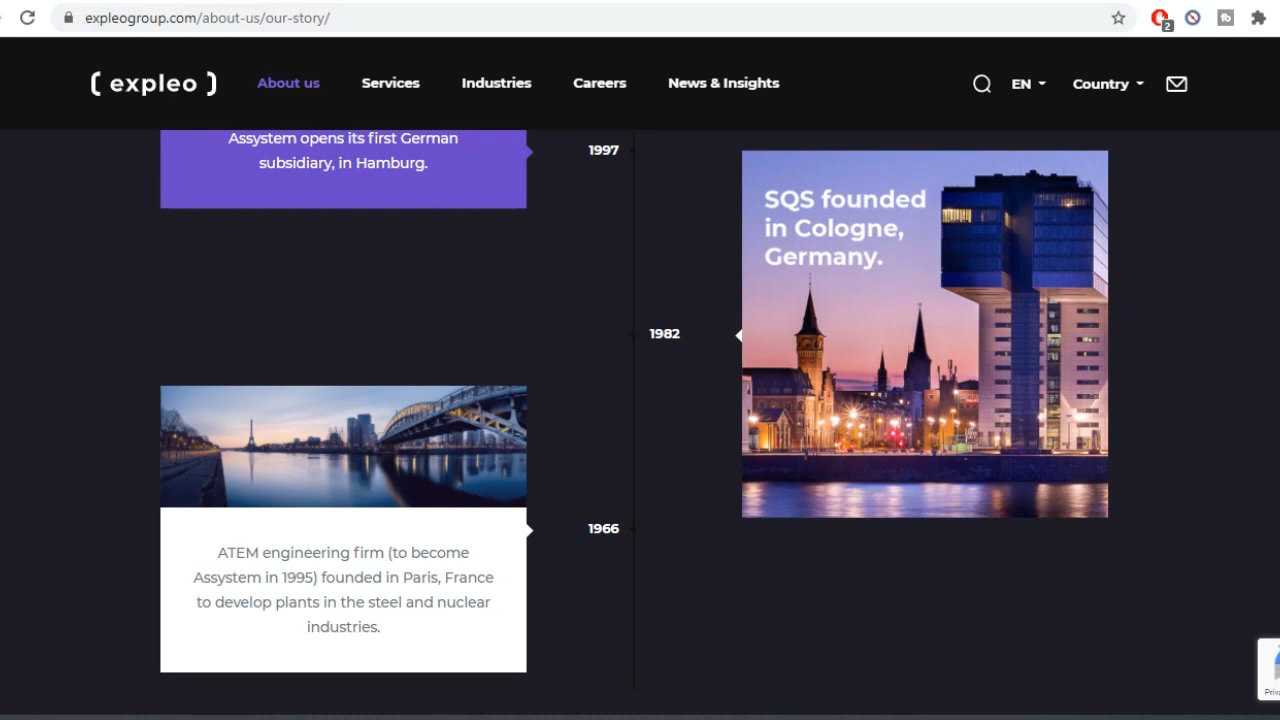 expleogroup.com/about-us/our-story/
2
( expleo )
About us
Services
Industries
Careers
News & Insights
EN
Country
Assystem opens its first German
subsidiary, in Hamburg.
1997
SQS founded
in Cologne,
Germany.
1982
1966
ATEM engineering firm (to become
Assystem in 1995) founded in Paris, France
to develop plants in the steel and nuclear
industries.